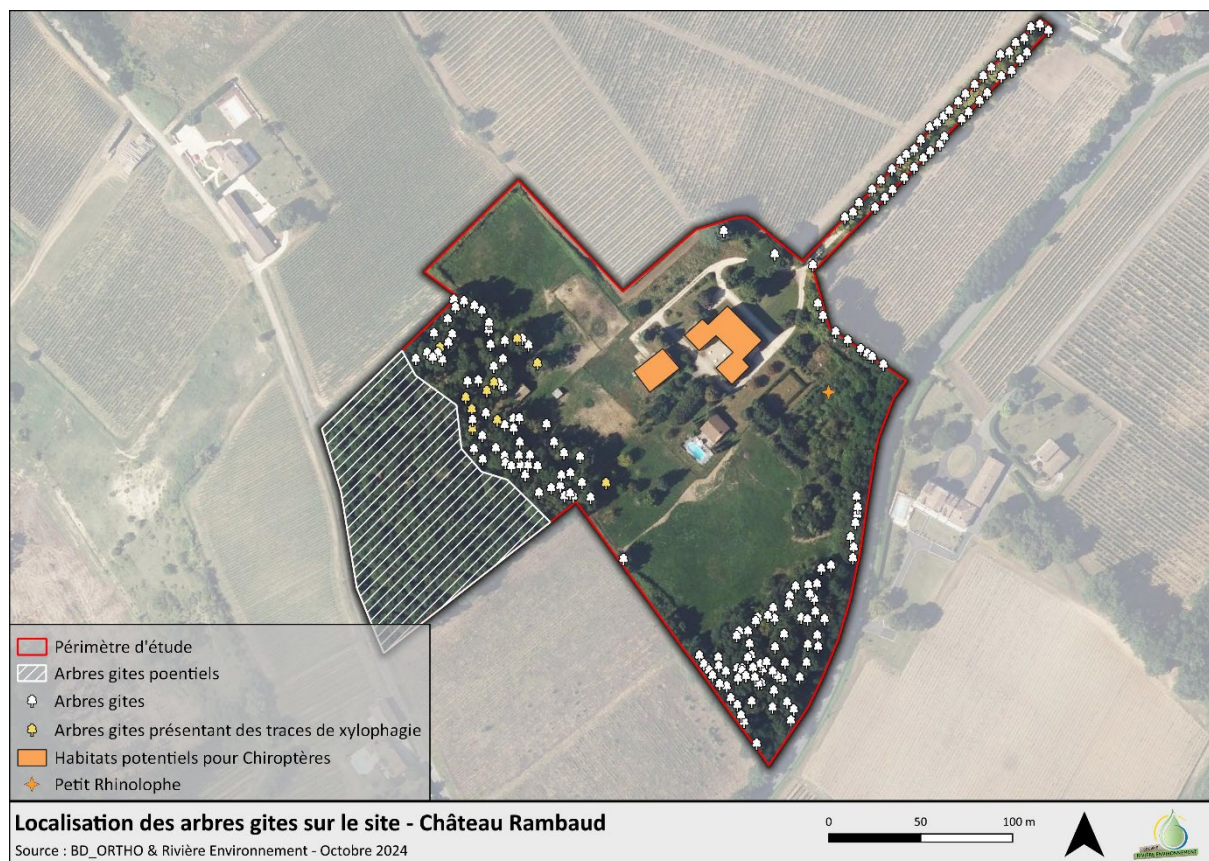 Périmètre d'étude
Arbres gites poentiels
Arbres gites
Arbres gites présentant des traces de xylophagie
Habitats potentiels pour Chiroptères
Petit Rhinolophe
Localisation des arbres gites sur le site - Château Rambaud
Source : BD_ORTHO & Rivière Environnement - Octobre 2024
0 50 100 m
RIVIÈRE ENVIRONNEMENT